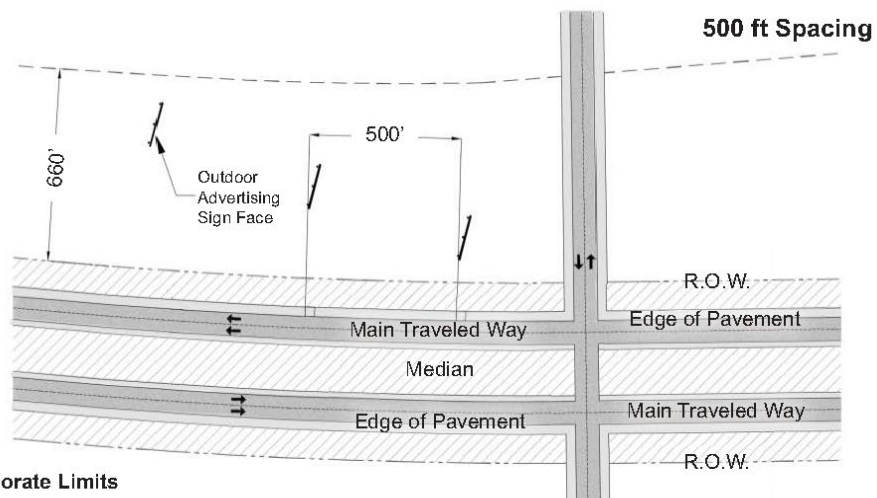 500 ft Spacing
500’
660’
Outdoor
Advertising
Sign Face
R.O.W.
Edge of Pavement
Main Traveled Way
Median
Edge of Pavement
Main Traveled Way
R.O.W.
orate Limits